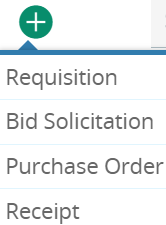 Requisition
Bid Solicitation
Purchase Order
Receipt